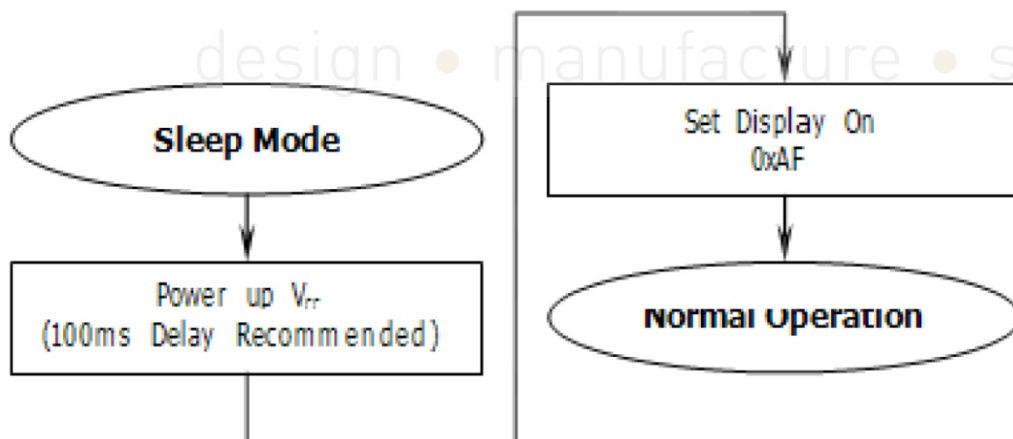 design • manufacture • s
Sleep Mode
Power up
(100ms Delay Recommended)
Set Display On
0xAF
Normal Operation